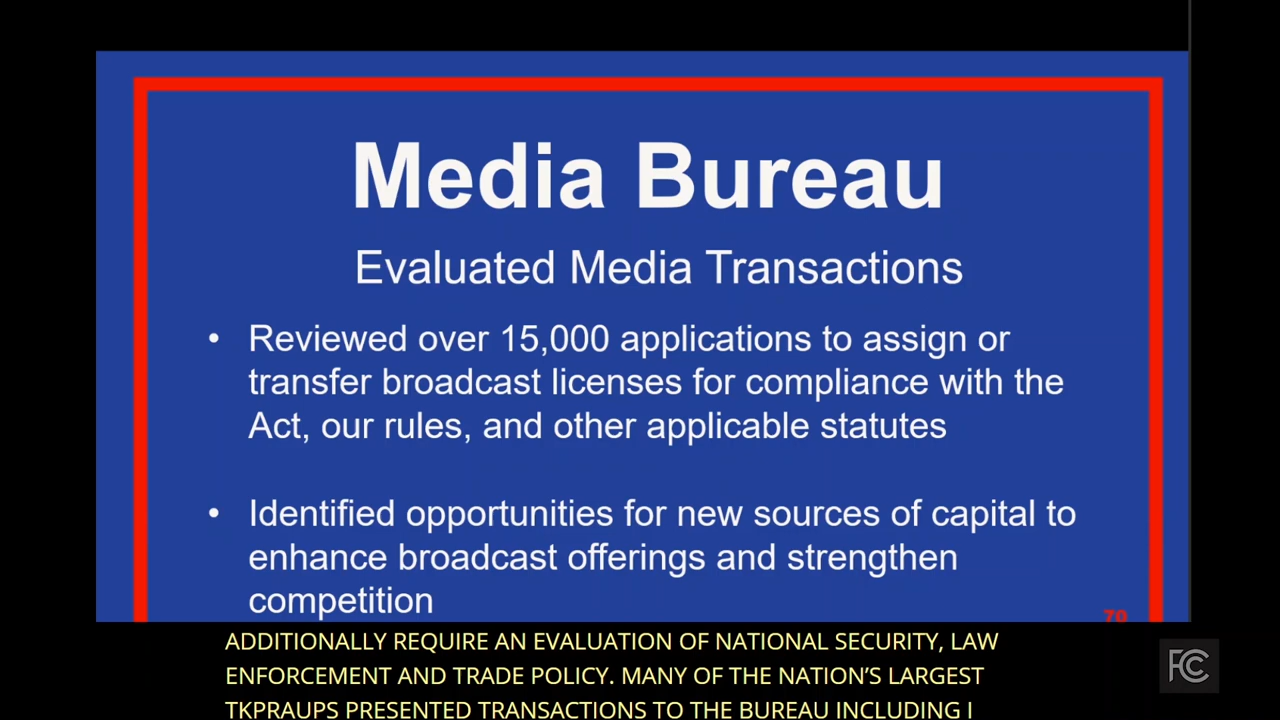 Media Bureau
Evaluated Media Transactions
• Reviewed over 15,000 applications to assign or
transfer broadcast licenses for compliance with the
Act, our rules, and other applicable statutes
• Identified opportunities for new sources of capital to
enhance broadcast offerings and strengthen
competition
70
ADDITIONALLY REQUIRE AN EVALUATION OF NATIONAL SECURITY, LAW
ENFORCEMENT AND TRADE POLICY. MANY OF THE NATION'S LARGEST
TKPRAUPS PRESENTED TRANSACTIONS TO THE BUREAU INCLUDING I
FCC